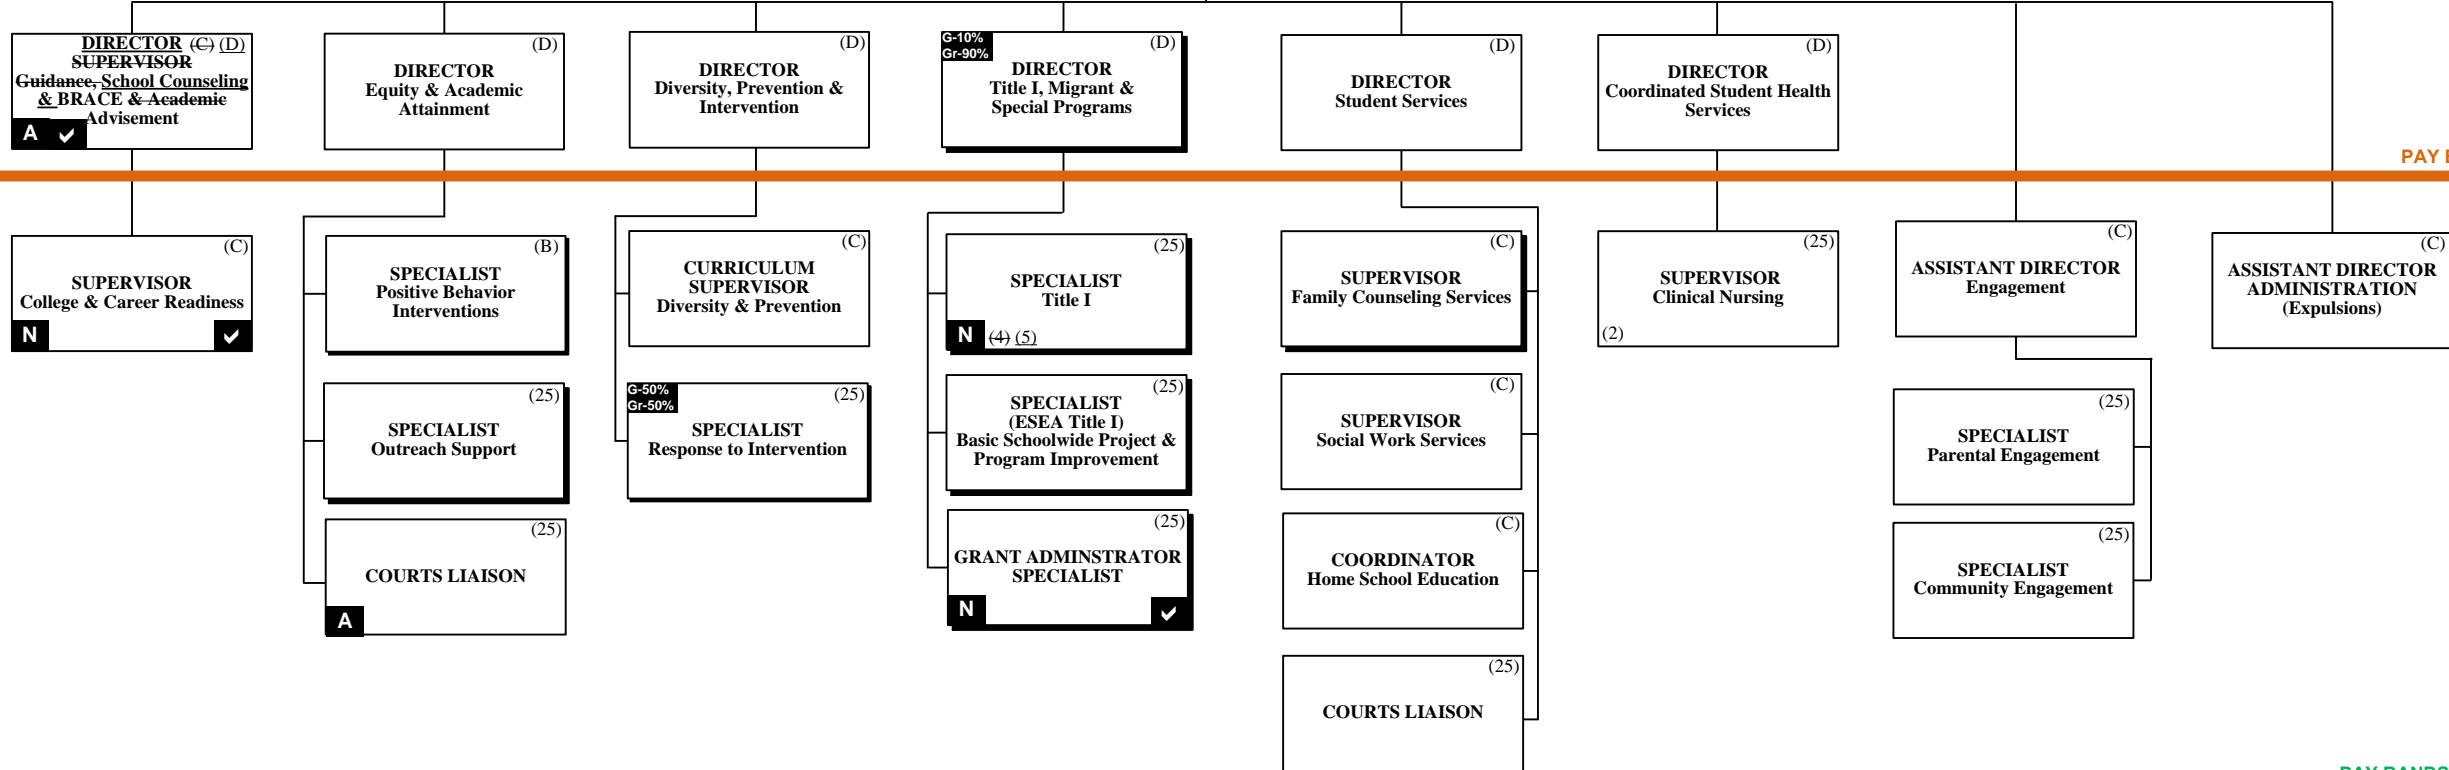 DIRECTOR (C) (D)
SUPERVISOR
Guidance, School Counseling
& BRACE & Academic
Advisement
A ✔
(D)
DIRECTOR
Equity & Academic
Attainment
(D)
DIRECTOR
Diversity, Prevention &
Intervention
G-10%
Gr-90%
(D)
DIRECTOR
Title I, Migrant &
Special Programs
(D)
DIRECTOR
Student Services
(D)
DIRECTOR
Coordinated Student Health
Services
PAY
(C)
SUPERVISOR
College & Career Readiness
N ✔
(B)
SPECIALIST
Positive Behavior
Interventions
(25)
SPECIALIST
Outreach Support
(25)
COURTS LIAISON
A
(C)
CURRICULUM
SUPERVISOR
Diversity & Prevention
G-50%
Gr-50%
(25)
SPECIALIST
Response to Intervention
(25)
SPECIALIST
Title I
N (4) (5)
(25)
SPECIALIST
(ESEA Title I)
Basic Schoolwide Project &
Program Improvement
(25)
GRANT ADMINSTRATOR
SPECIALIST
N ✔
(C)
SUPERVISOR
Family Counseling Services
(C)
SUPERVISOR
Social Work Services
(C)
COORDINATOR
Home School Education
(25)
COURTS LIAISON
(25)
SUPERVISOR
Clinical Nursing
(2)
(C)
ASSISTANT DIRECTOR
Engagement
(25)
SPECIALIST
Parental Engagement
(25)
SPECIALIST
Community Engagement
(C)
ASSISTANT DIRECTOR
ADMINISTRATION
(Expulsions)